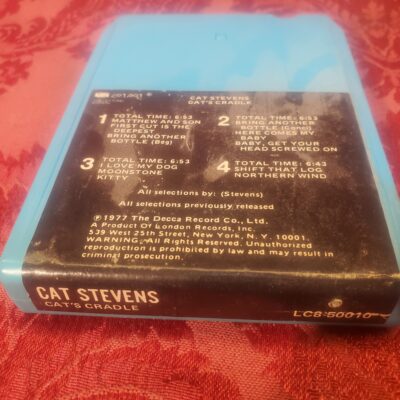 CAT STEVENS
CAT'S CRADLE
1 TOTAL TIME: 6:53
MATTHEW AND SON
FIRST CUT IS THE
DEEPEST
BRING ANOTHER
BOTTLE (Beg)
2 TOTAL TIME: 6:53
BRING ANOTHER
BOTTLE (Concl)
HERE COMES MY
BABY
BABY, GET YOUR
HEAD SCREWED ON
3 TOTAL TIME: 6:53
I LOVE MY DOG
MOONSTONE
KITTY
4 TOTAL TIME: 6:43
SHIFT THAT LOG
NORTHERN WIND
All selections by: (Stevens)
All selections previously released
℗1977 The Decca Record Co., Ltd.
A Product Of London Records, Inc.
539 West 25th Street, New York, N.Y. 10001.
WARNING: All Rights Reserved. Unauthorized
reproduction is prohibited by law and may result in
criminal prosecution.
CAT STEVENS
CAT'S CRADLE
LC8-50010